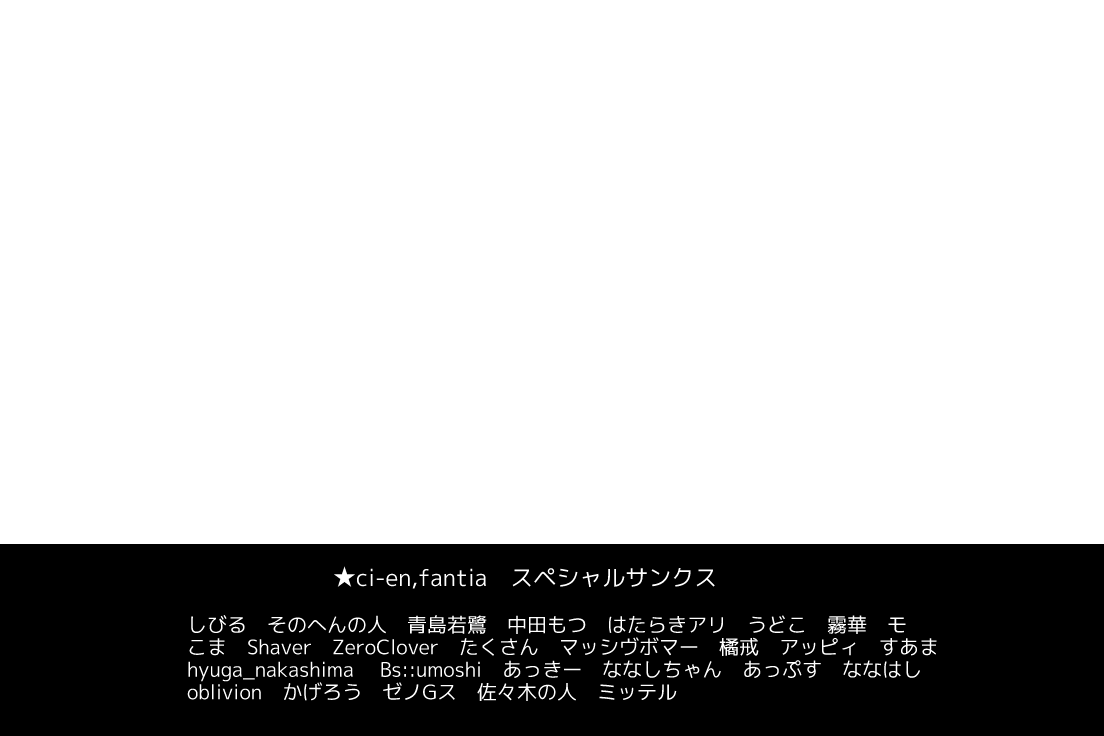 ★ci-en,fantia　スペシャルサンクス
しびる　そのへんの人　青島若鷺　中田もつ　はたらきアリ　うどこ　霧華　モ
こま　Shaver　ZeroClover　たくさん　マッシヴボマー　橘戒　アッピィ　すあま
hyuga_nakashima　Bs::umoshi　あっきー　ななしちゃん　あっぷす　ななはし
oblivion　かげろう　ゼノGス　佐々木の人　ミッテル